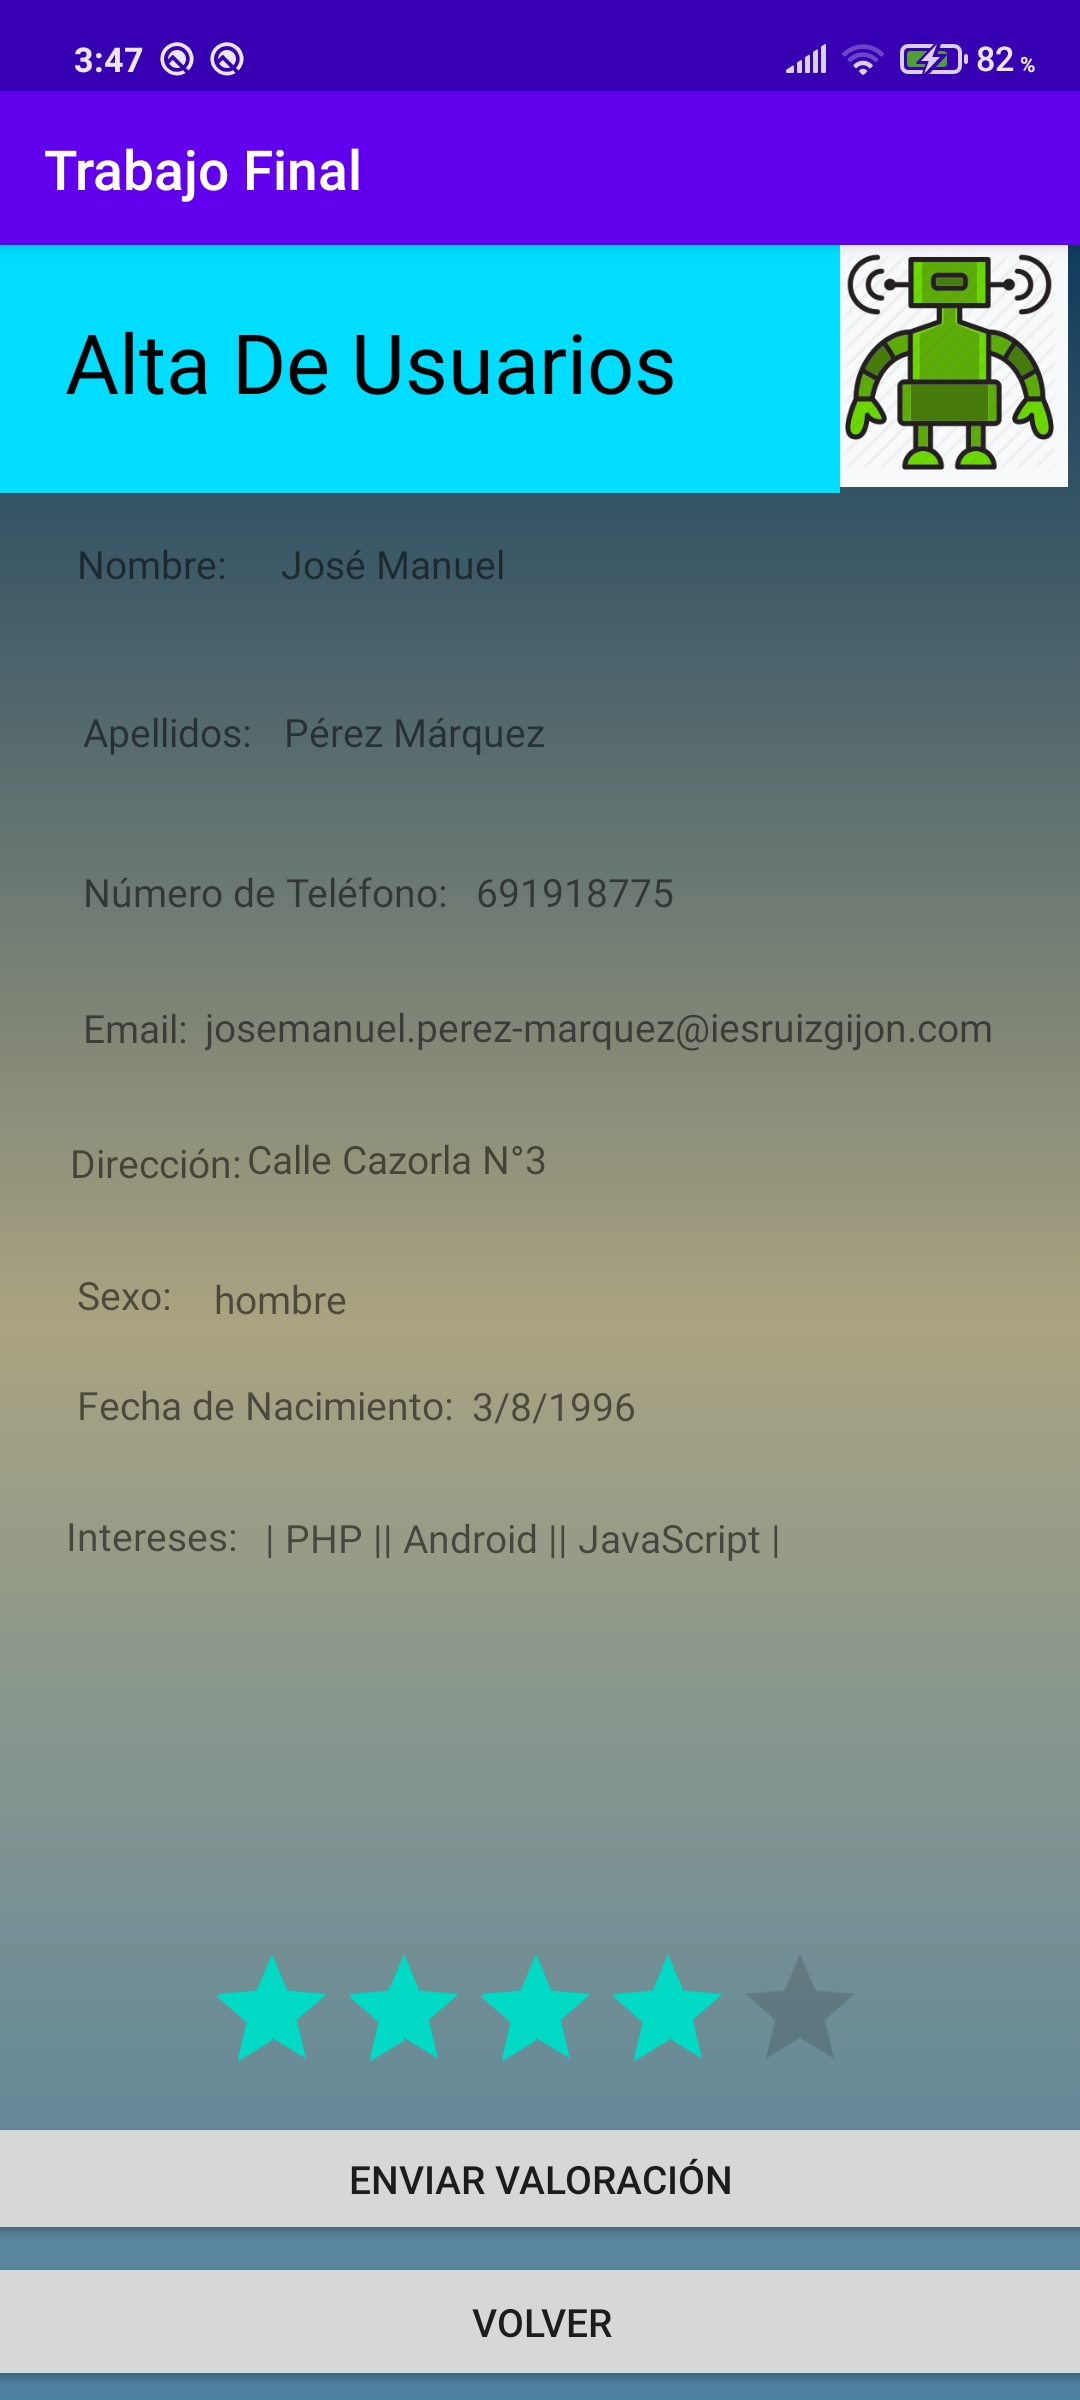 3:47 82 %
Trabajo Final
Alta De Usuarios
Nombre: José Manuel
Apellidos: Pérez Márquez
Número de Teléfono: 691918775
Email: josemanuel.perez-marquez@iesruizgijon.com
Dirección: Calle Cazorla N°3
Sexo: hombre
Fecha de Nacimiento: 3/8/1996
Intereses: | PHP || Android || JavaScript |
ENVIAR VALORACIÓN
VOLVER